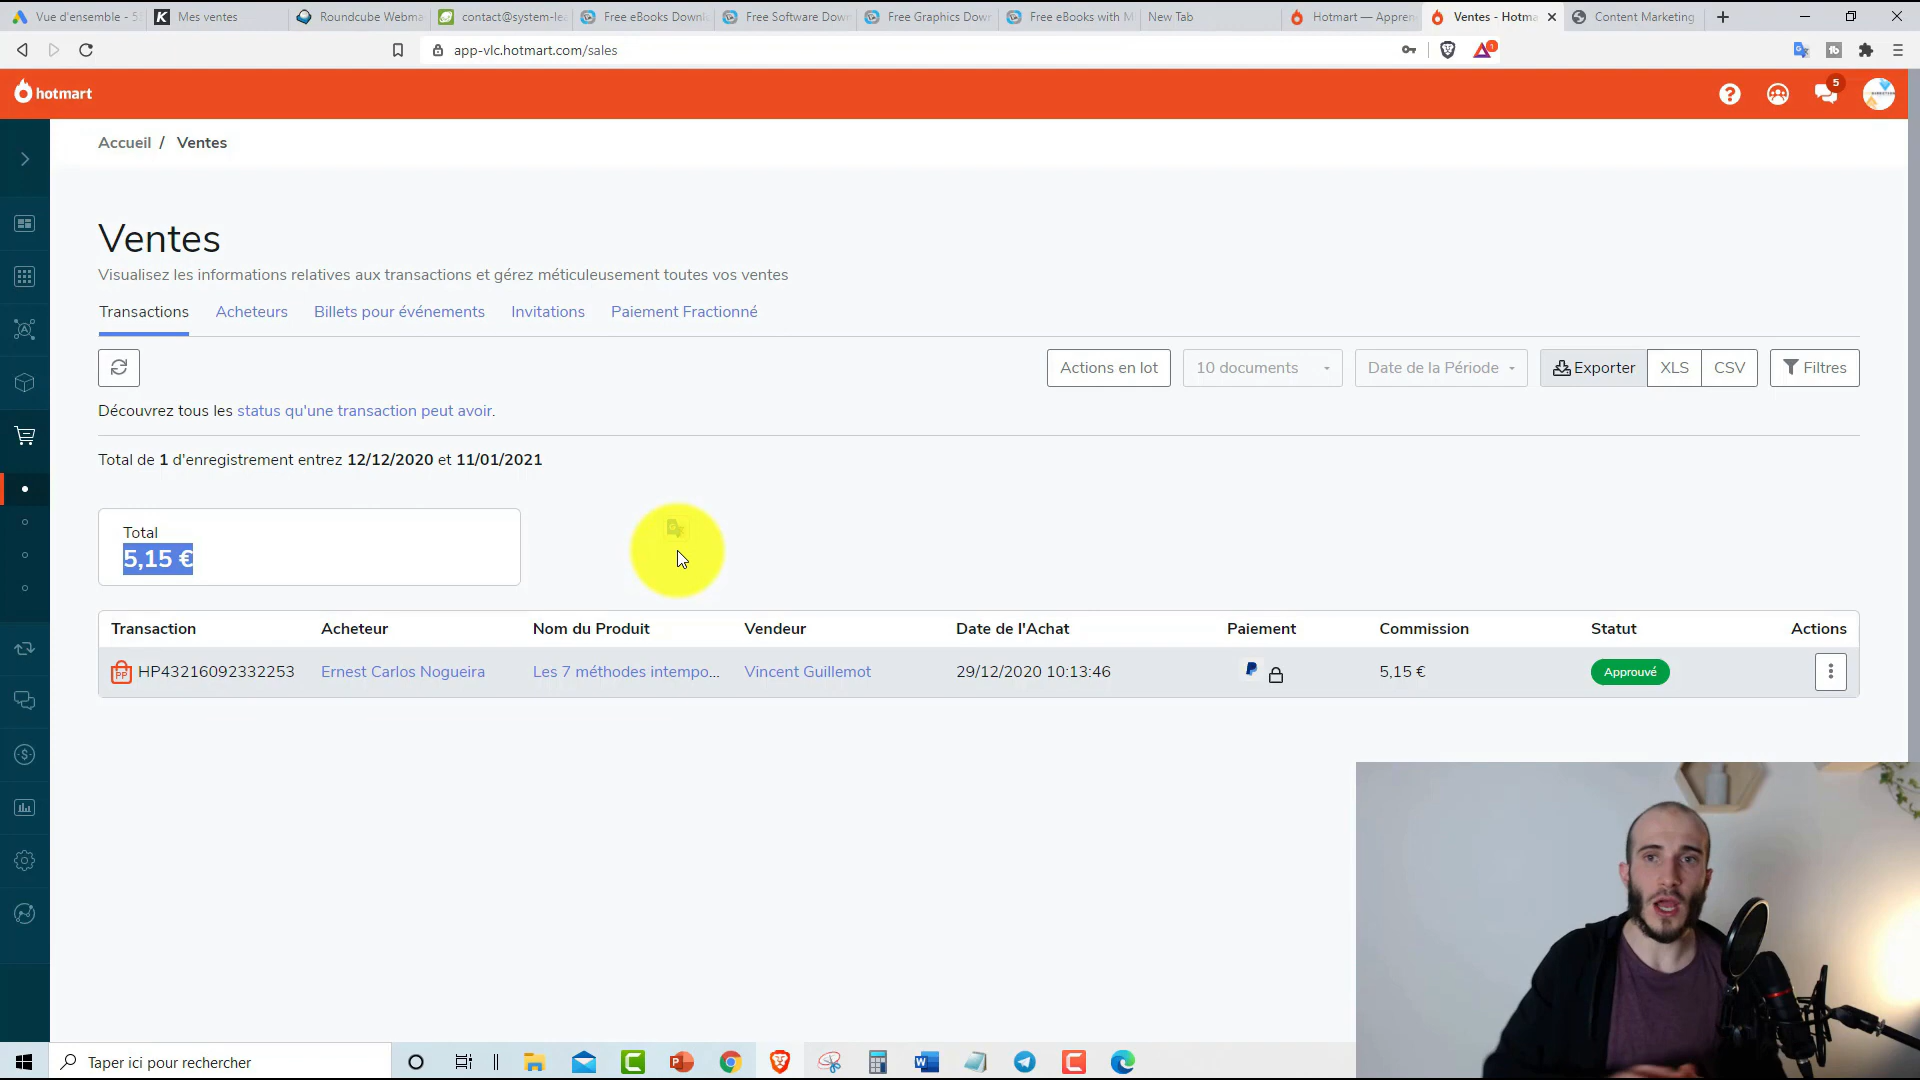 Vue d'ensemble - 5
Mes ventes
Roundcube Webma
contact@system-lea
Free eBooks Downl
Free Software Dow
Free Graphics Dow
Free eBooks with M
New Tab
Hotmart — Appren
Ventes - Hotma
Content Marketing
app-vlc.hotmart.com/sales
1
hotmart
5
Accueil / Ventes
Ventes
Visualisez les informations relatives aux transactions et gérez méticuleusement toutes vos ventes
Transactions Acheteurs Billets pour événements Invitations Paiement Fractionné
Actions en lot 10 documents Date de la Période Exporter XLS CSV Filtres
Découvrez tous les status qu'une transaction peut avoir.
Total de 1 d'enregistrement entrez 12/12/2020 et 11/01/2021
Total
5,15 €
Transaction Acheteur Nom du Produit Vendeur Date de l'Achat Paiement Commission Statut Actions
HP43216092332253 Ernest Carlos Nogueira Les 7 méthodes intempo... Vincent Guillemot 29/12/2020 10:13:46 5,15 € Approuvé
Taper ici pour rechercher